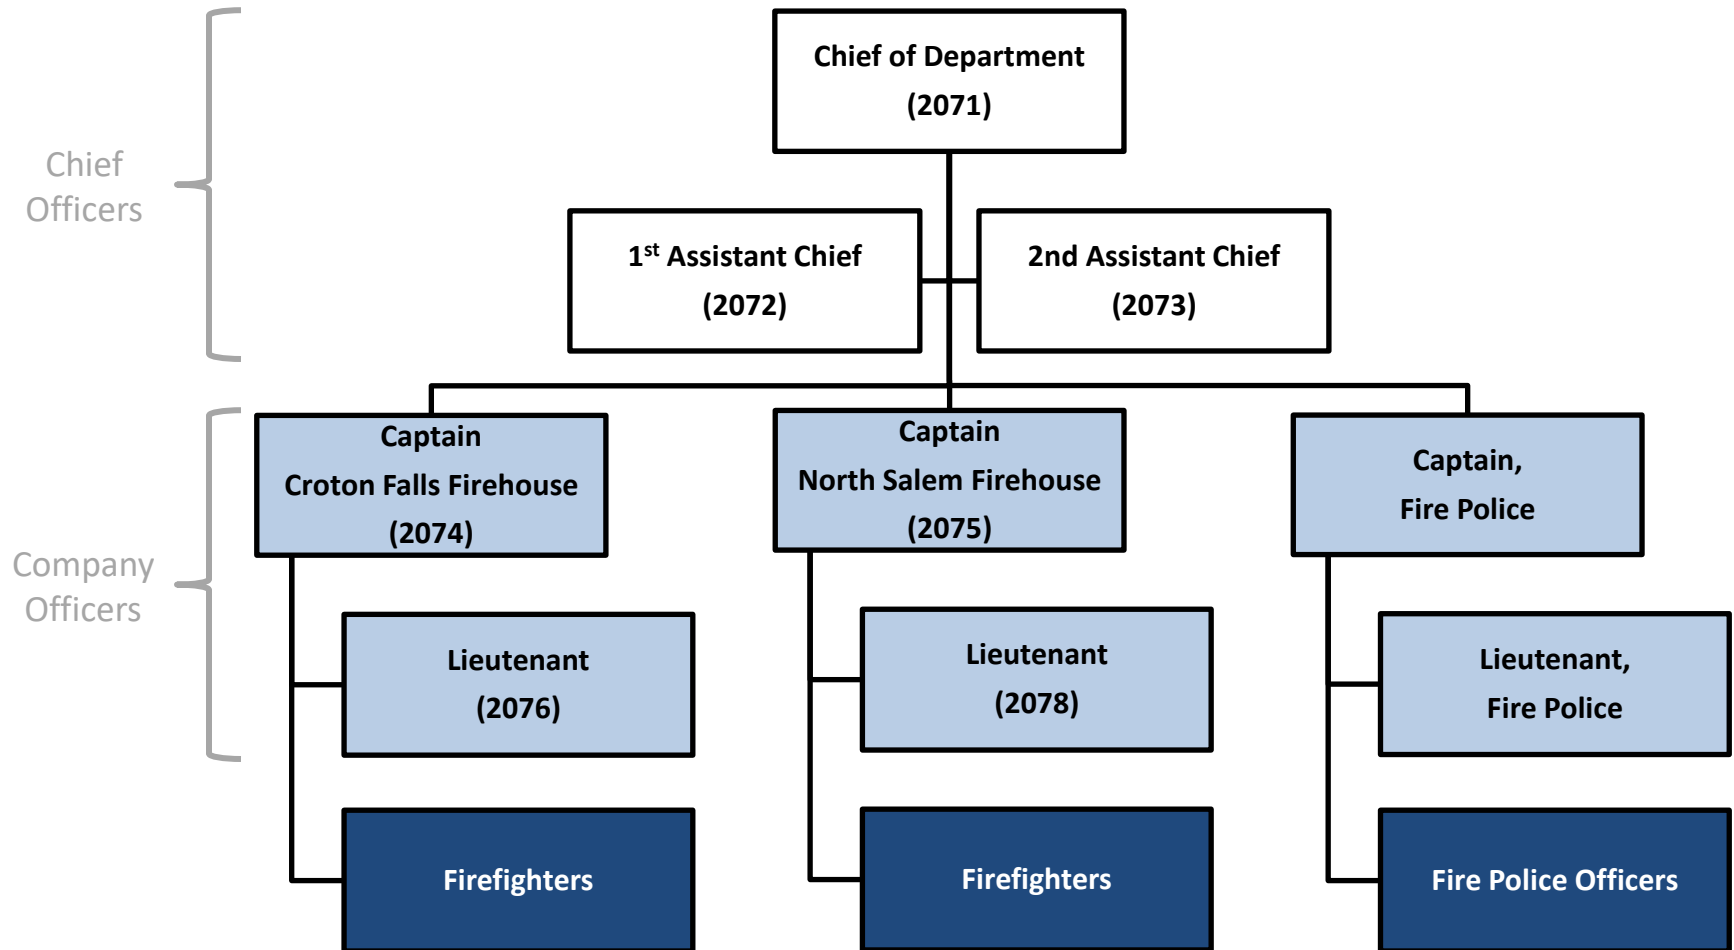 Chief
Officers
Chief of Department
(2071)
1st Assistant Chief
(2072)
2nd Assistant Chief
(2073)
Company
Officers
Captain
Croton Falls Firehouse
(2074)
Captain
North Salem Firehouse
(2075)
Captain,
Fire Police
Lieutenant
(2076)
Lieutenant
(2078)
Lieutenant,
Fire Police
Firefighters
Firefighters
Fire Police Officers